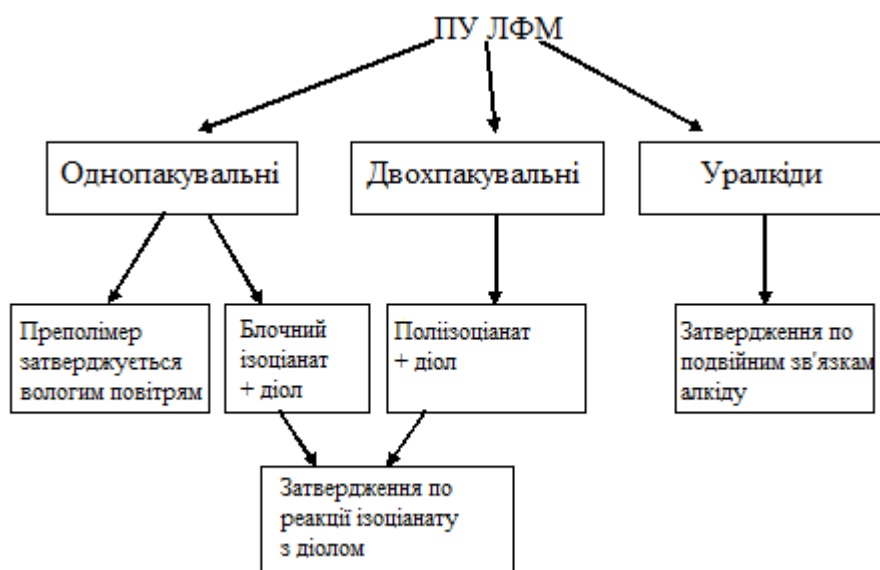 ПУ ЛФМ
Однопакувальні
Двохпакувальні
Уралкіди
Преполімер
затверджується
вологим повітрям
Блочний
ізоціанат
+ діол
Поліізоціанат
+ діол
Затвердження по
подвійним зв'язкам
алкіду
Затвердження по
реакції ізоціанату
з діолом